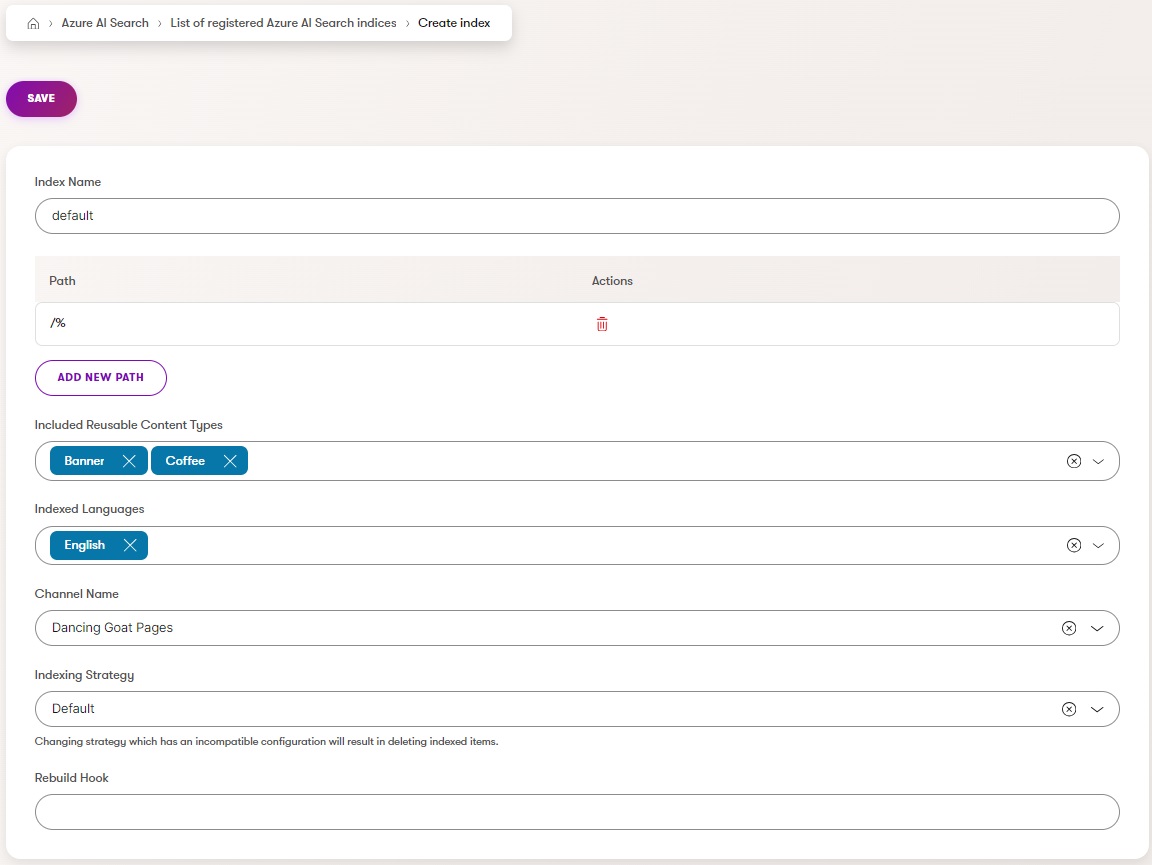 Azure AI Search › List of registered Azure AI Search indices › Create index
SAVE
Index Name
default
Path Actions
/%
ADD NEW PATH
Included Reusable Content Types
Banner Coffee
Indexed Languages
English
Channel Name
Dancing Goat Pages
Indexing Strategy
Default
Changing strategy which has an incompatible configuration will result in deleting indexed items.
Rebuild Hook